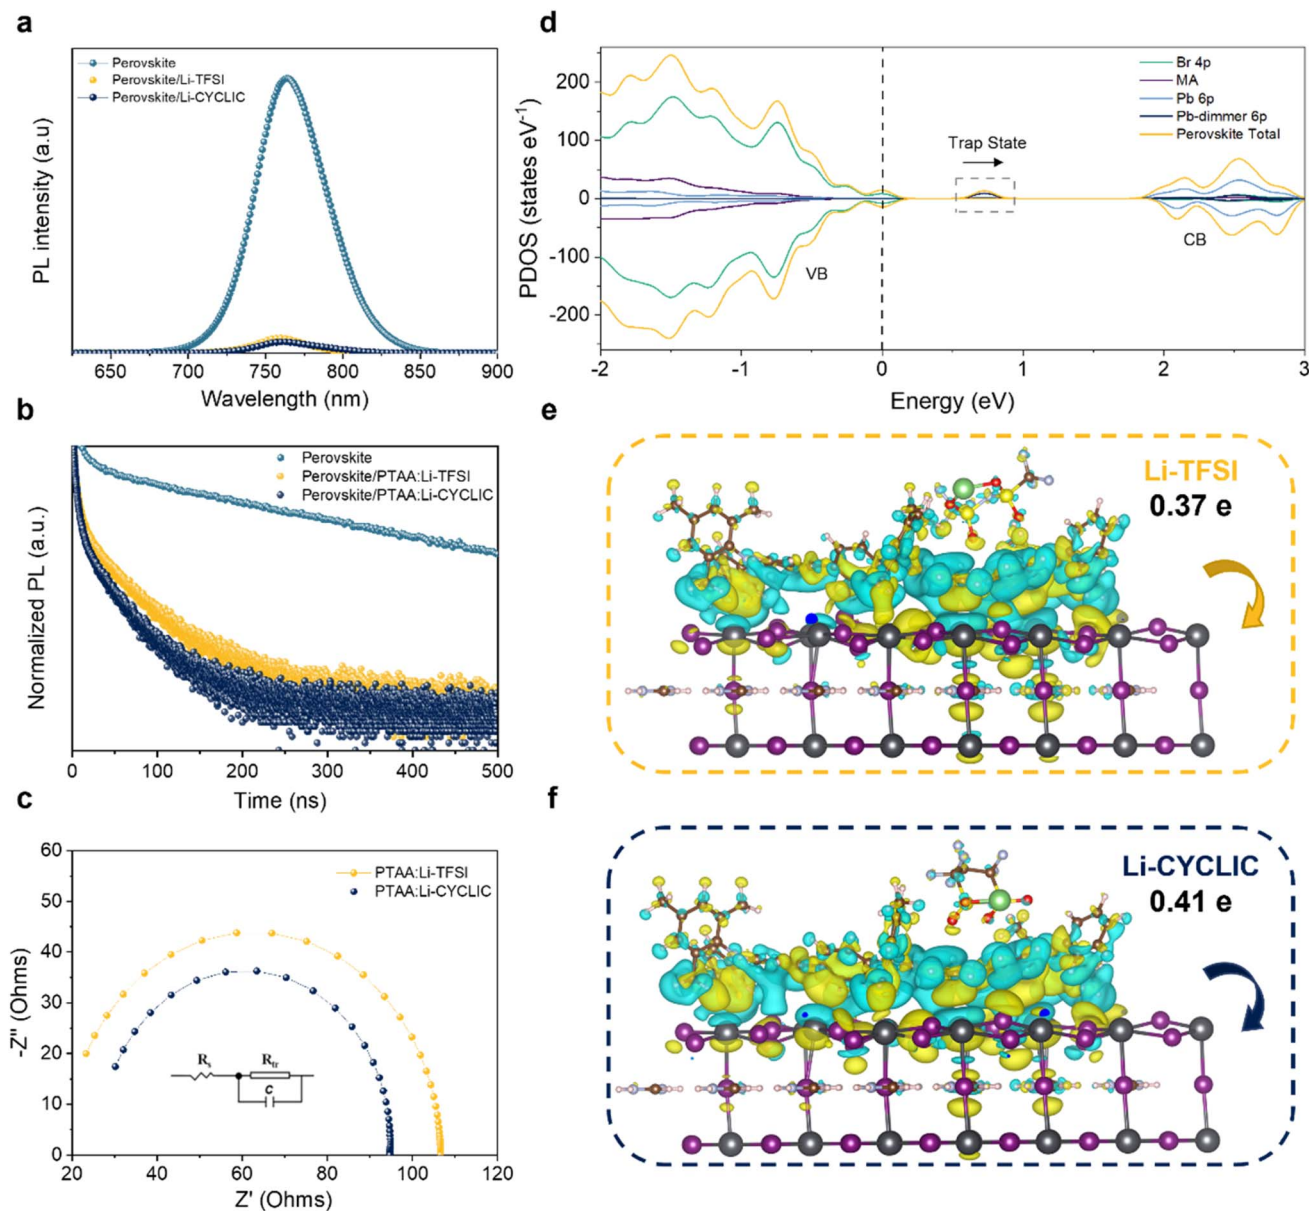 a
PL intensity (a.u)
Perovskite
Perovskite/Li-TFSI
Perovskite/Li-CYCLIC
650 700 750 800 850 900
Wavelength (nm)
b
Normalized PL (a.u.)
Perovskite
Perovskite/PTAA:Li-TFSI
Perovskite/PTAA:Li-CYCLIC
0 100 200 300 400 500
Time (ns)
c
-Z'' (Ohms)
60
50
40
30
20
10
0
PTAA:Li-TFSI
PTAA:Li-CYCLIC
Rs
Rtr
C
20 40 60 80 100 120
Z' (Ohms)
d
PDOS (states eV-1)
200
100
0
-100
-200
Br 4p
MA
Pb 6p
Pb-dimmer 6p
Perovskite Total
Trap State
VB
CB
-2 -1 0 1 2 3
Energy (eV)
e
Li-TFSI
0.37 e
f
Li-CYCLIC
0.41 e